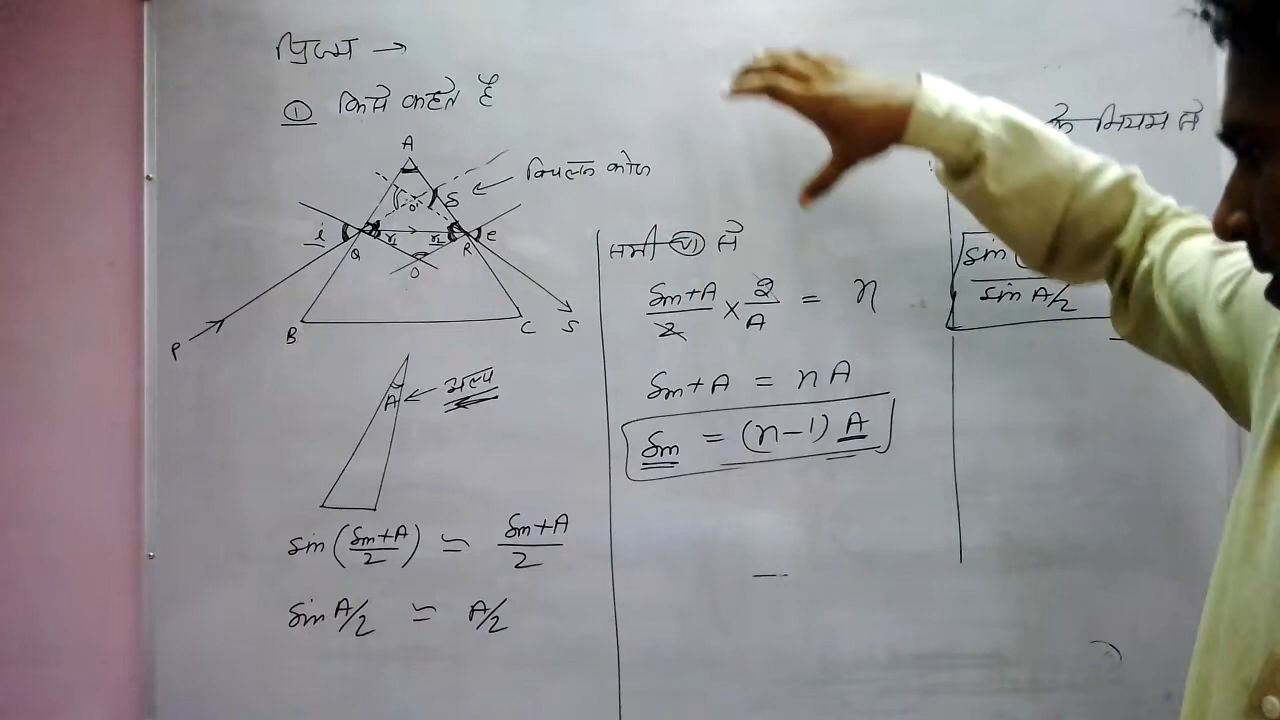 प्रिज्म →
① किसे कहते है
A
विचलन कोण
δ
O'
i
r₁
r₂
e
Q
R
O
P
B
C
S
A
अल्प
sin(δm+A/2) ≃ δm+A/2
sin A/2 ≃ A/2
समी (vi) से
δm+A/2 × 2/A = n
δm+A = nA
δm = (n-1) A
के नियम से
sin(
sin A/2